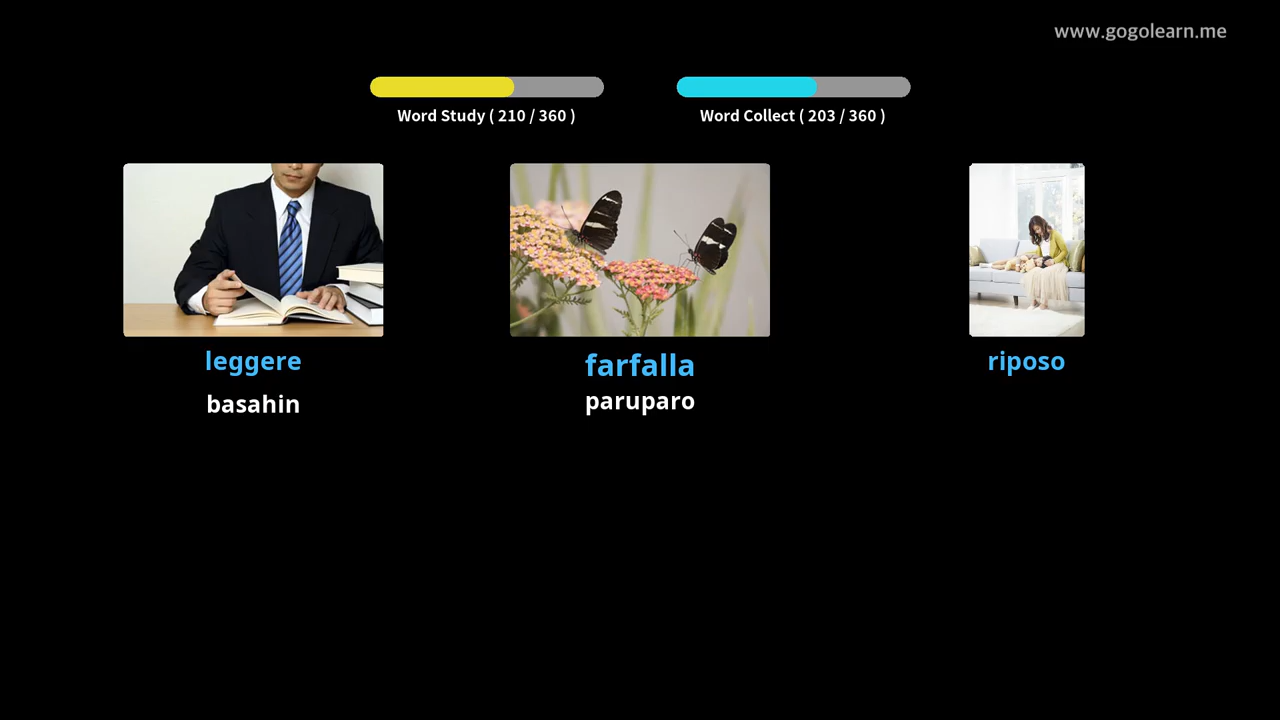 www.gogolearn.me
Word Study ( 210 / 360 )
Word Collect ( 203 / 360 )
leggere
basahin
farfalla
paruparo
riposo